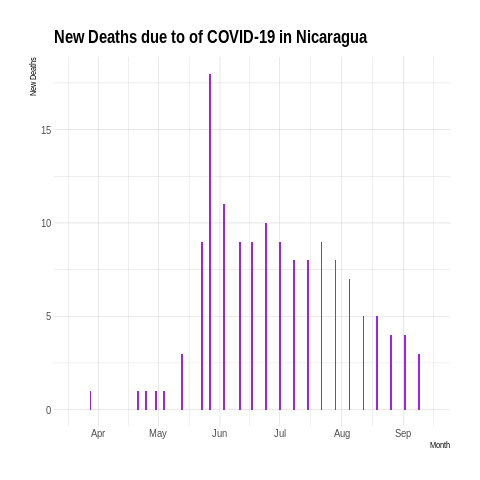 New Deaths due to of COVID-19 in Nicaragua
New Deaths
15
10
5
0
Apr May Jun Jul Aug Sep
Month